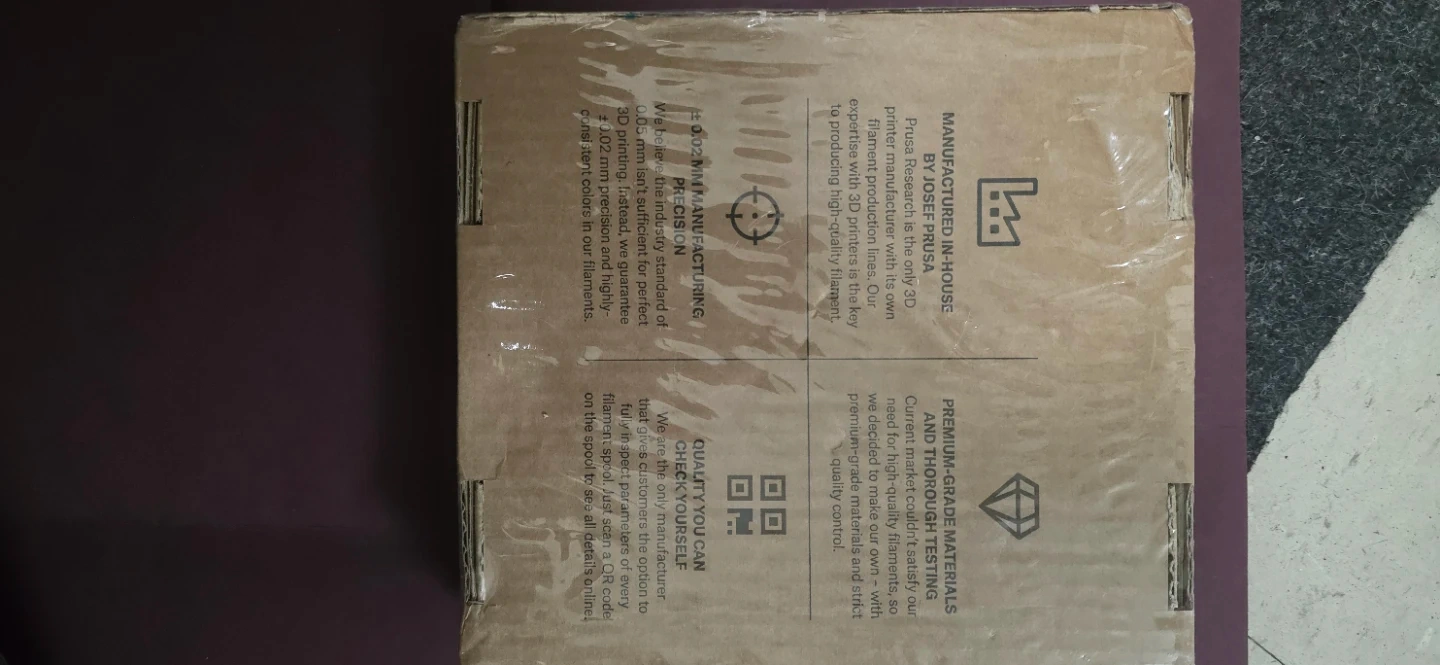 MANUFACTURED IN-HOUSE
BY JOSEF PRUSA
Prusa Research is the only 3D
printer manufacturer with its own
filament production lines. Our
expertise with 3D printers is the key
to producing high-quality filament.
PREMIUM-GRADE MATERIALS
AND THOROUGH TESTING
Current market couldn't satisfy our
need for high-quality filaments, so
we decided to make our own - with
premium-grade materials and strict
quality control.
± 0.02 MM MANUFACTURING
PRECISION
We believe the industry standard of
0.05 mm isn't sufficient for perfect
3D printing. Instead, we guarantee
±0.02 mm precision and highly-
consistent colors in our filaments.
QUALITY YOU CAN
CHECK YOURSELF
We are the only manufacturer
that gives customers the option to
fully inspect parameters of every
filament spool. Just scan a QR code
on the spool to see all details online!